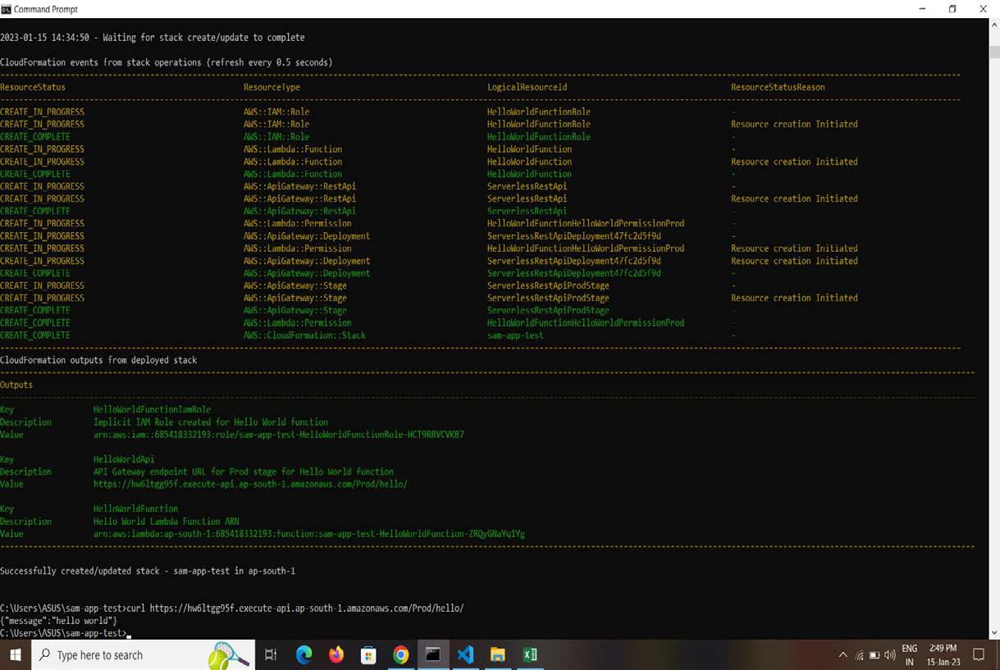 Command Prompt
2023-01-15 14:34:50 - Waiting for stack create/update to complete
CloudFormation events from stack operations (refresh every 0.5 seconds)
ResourceStatus ResourceType LogicalResourceId ResourceStatusReason
CREATE_IN_PROGRESS AWS::IAM::Role HelloWorldFunctionRole -
CREATE_IN_PROGRESS AWS::IAM::Role HelloWorldFunctionRole Resource creation Initiated
CREATE_COMPLETE AWS::IAM::Role HelloWorldFunctionRole -
CREATE_IN_PROGRESS AWS::Lambda::Function HelloWorldFunction -
CREATE_IN_PROGRESS AWS::Lambda::Function HelloWorldFunction Resource creation Initiated
CREATE_COMPLETE AWS::Lambda::Function HelloWorldFunction -
CREATE_IN_PROGRESS AWS::ApiGateway::RestApi ServerlessRestApi -
CREATE_IN_PROGRESS AWS::ApiGateway::RestApi ServerlessRestApi Resource creation Initiated
CREATE_COMPLETE AWS::ApiGateway::RestApi ServerlessRestApi -
CREATE_IN_PROGRESS AWS::Lambda::Permission HelloWorldFunctionHelloWorldPermissionProd -
CREATE_IN_PROGRESS AWS::ApiGateway::Deployment ServerlessRestApiDeployment47fc2d5f9d -
CREATE_IN_PROGRESS AWS::Lambda::Permission HelloWorldFunctionHelloWorldPermissionProd Resource creation Initiated
CREATE_IN_PROGRESS AWS::ApiGateway::Deployment ServerlessRestApiDeployment47fc2d5f9d Resource creation Initiated
CREATE_COMPLETE AWS::ApiGateway::Deployment ServerlessRestApiDeployment47fc2d5f9d -
CREATE_IN_PROGRESS AWS::ApiGateway::Stage ServerlessRestApiProdStage -
CREATE_IN_PROGRESS AWS::ApiGateway::Stage ServerlessRestApiProdStage Resource creation Initiated
CREATE_COMPLETE AWS::ApiGateway::Stage ServerlessRestApiProdStage -
CREATE_COMPLETE AWS::Lambda::Permission HelloWorldFunctionHelloWorldPermissionProd -
CREATE_COMPLETE AWS::CloudFormation::Stack sam-app-test -
CloudFormation outputs from deployed stack
Outputs
Key HelloWorldFunctionIamRole
Description Implicit IAM Role created for Hello World function
Value arn:aws:iam::685418332193:role/sam-app-test-HelloWorldFunctionRole-HCT9RRVCVKB7
Key HelloWorldApi
Description API Gateway endpoint URL for Prod stage for Hello World function
Value https://hw6ltgg95f.execute-api.ap-south-1.amazonaws.com/Prod/hello/
Key HelloWorldFunction
Description Hello World Lambda Function ARN
Value arn:aws:lambda:ap-south-1:685418332193:function:sam-app-test-HelloWorldFunction-ZRQyGNaYq1Yg
Successfully created/updated stack - sam-app-test in ap-south-1
C:\Users\ASUS\sam-app-test>curl https://hw6ltgg95f.execute-api.ap-south-1.amazonaws.com/Prod/hello/
{"message":"hello world"}
C:\Users\ASUS\sam-app-test>
Type here to search
ENG 2:49 PM
IN 15-Jan-23